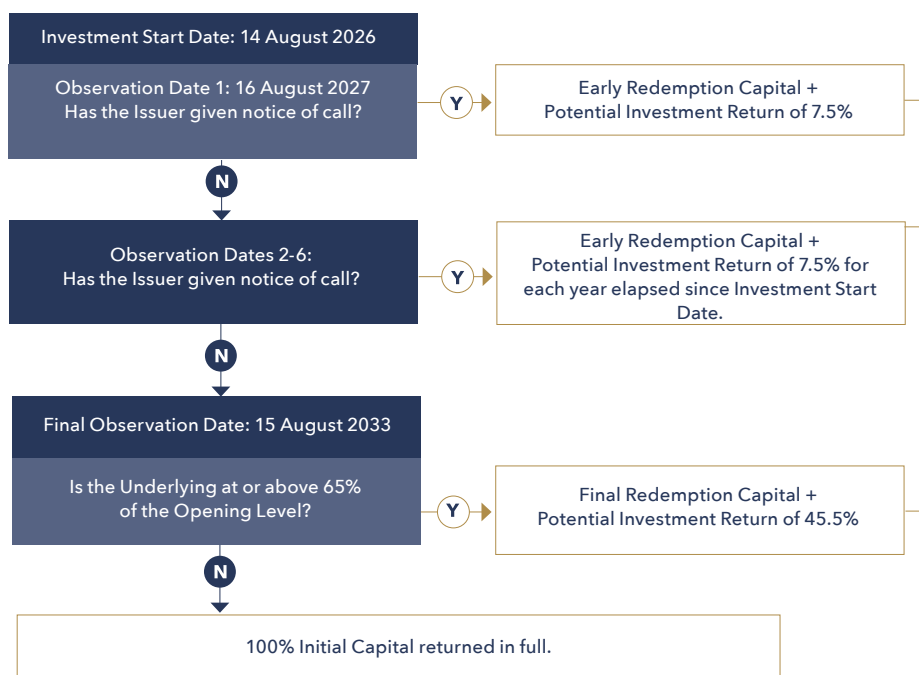 Investment Start Date: 14 August 2026
Observation Date 1: 16 August 2027
Has the Issuer given notice of call?
Y
Early Redemption Capital +
Potential Investment Return of 7.5%
N
Observation Dates 2-6:
Has the Issuer given notice of call?
Y
Early Redemption Capital +
Potential Investment Return of 7.5% for
each year elapsed since Investment Start
Date.
N
Final Observation Date: 15 August 2033
Is the Underlying at or above 65%
of the Opening Level?
Y
Final Redemption Capital +
Potential Investment Return of 45.5%
N
100% Initial Capital returned in full.